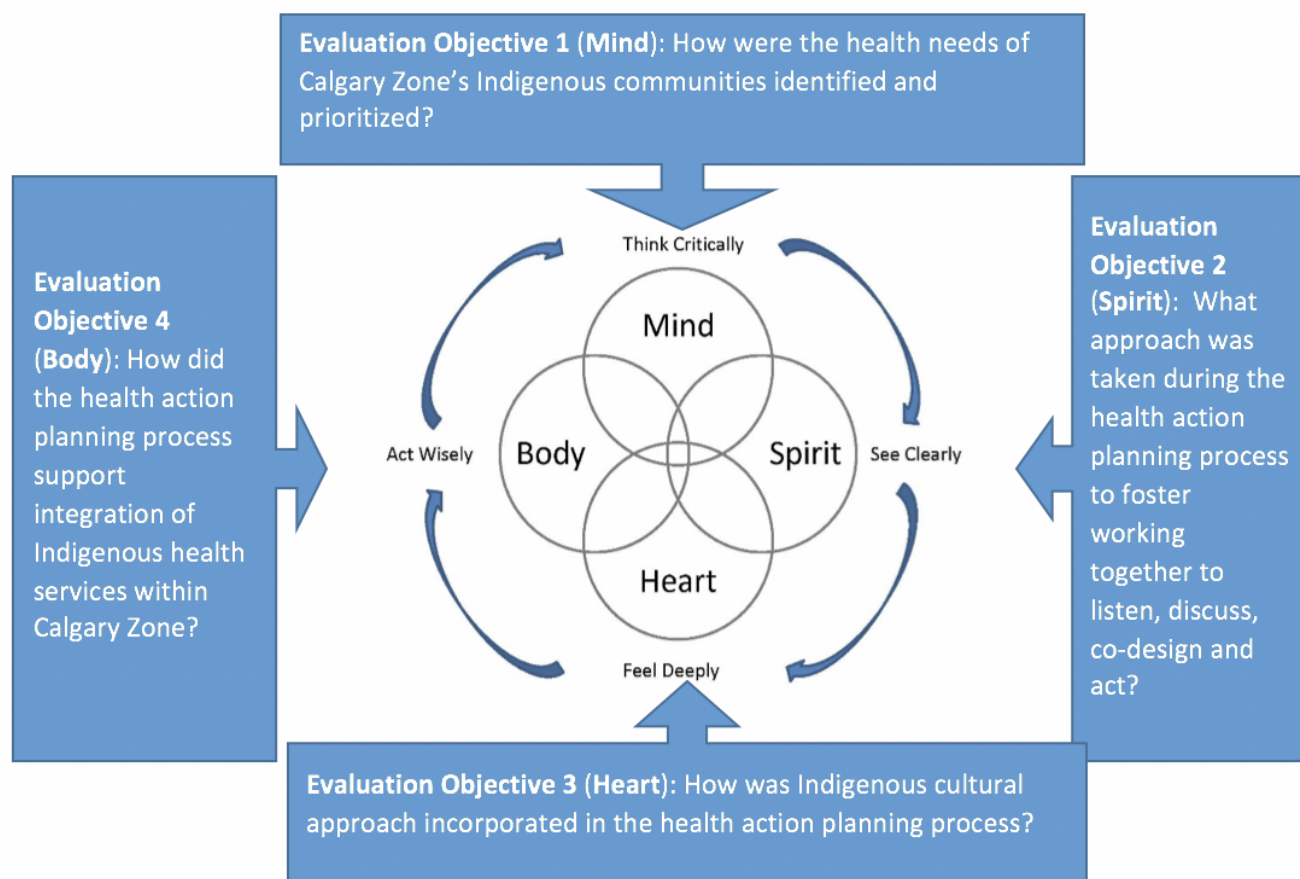 Evaluation Objective 1 (Mind): How were the health needs of
Calgary Zone’s Indigenous communities identified and
prioritized?
Evaluation
Objective 4
(Body): How did
the health action
planning process
support
integration of
Indigenous health
services within
Calgary Zone?
Think Critically
Mind
Act Wisely
Body
Spirit
See Clearly
Heart
Feel Deeply
Evaluation
Objective 2
(Spirit):  What
approach was
taken during the
health action
planning process
to foster
working
together to
listen, discuss,
co-design and
act?
Evaluation Objective 3 (Heart): How was Indigenous cultural
approach incorporated in the health action planning process?